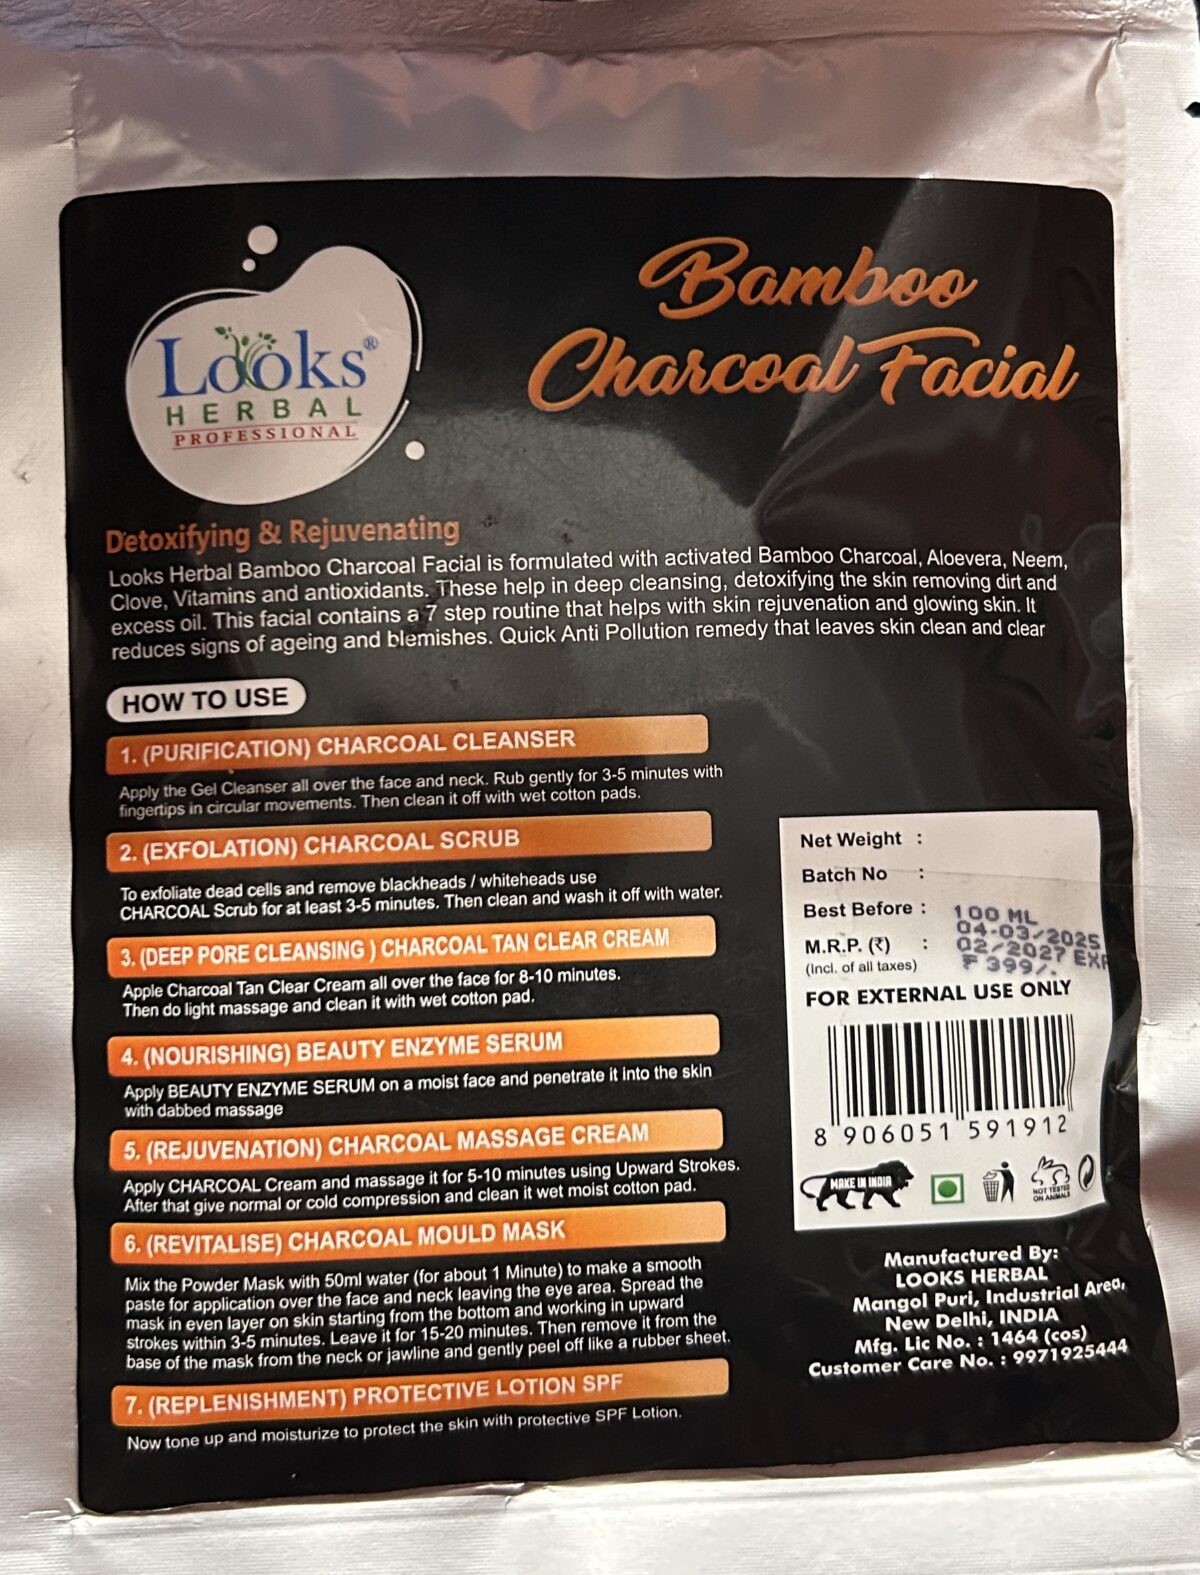 Looks®
HERBAL
PROFESSIONAL
Bamboo
Charcoal Facial
Detoxifying & Rejuvenating
Looks Herbal Bamboo Charcoal Facial is formulated with activated Bamboo Charcoal, Aloevera, Neem,
Clove, Vitamins and antioxidants. These help in deep cleansing, detoxifying the skin removing dirt and
excess oil. This facial contains a 7 step routine that helps with skin rejuvenation and glowing skin. It
reduces signs of ageing and blemishes. Quick Anti Pollution remedy that leaves skin clean and clear
HOW TO USE
1. (PURIFICATION) CHARCOAL CLEANSER
Apply the Gel Cleanser all over the face and neck. Rub gently for 3-5 minutes with
fingertips in circular movements. Then clean it off with wet cotton pads.
2. (EXFOLATION) CHARCOAL SCRUB
To exfoliate dead cells and remove blackheads / whiteheads use
CHARCOAL Scrub for at least 3-5 minutes. Then clean and wash it off with water.
3. (DEEP PORE CLEANSING ) CHARCOAL TAN CLEAR CREAM
Apple Charcoal Tan Clear Cream all over the face for 8-10 minutes.
Then do light massage and clean it with wet cotton pad.
4. (NOURISHING) BEAUTY ENZYME SERUM
Apply BEAUTY ENZYME SERUM on a moist face and penetrate it into the skin
with dabbed massage
5. (REJUVENATION) CHARCOAL MASSAGE CREAM
Apply CHARCOAL Cream and massage it for 5-10 minutes using Upward Strokes.
After that give normal or cold compression and clean it wet moist cotton pad.
6. (REVITALISE) CHARCOAL MOULD MASK
Mix the Powder Mask with 50ml water (for about 1 Minute) to make a smooth
paste for application over the face and neck leaving the eye area. Spread the
mask in even layer on skin starting from the bottom and working in upward
strokes within 3-5 minutes. Leave it for 15-20 minutes. Then remove it from the
base of the mask from the neck or jawline and gently peel off like a rubber sheet.
7. (REPLENISHMENT) PROTECTIVE LOTION SPF
Now tone up and moisturize to protect the skin with protective SPF Lotion.
Net Weight :
Batch No :
Best Before :
M.R.P. (₹) :
(Incl. of all taxes)
100 ML
04-03/2025
02/2027 EXP
₹ 399/.
FOR EXTERNAL USE ONLY
8 906051 591912
MAKE IN INDIA
NOT TESTED
ON ANIMALS
Manufactured By:
LOOKS HERBAL
Mangol Puri, Industrial Area,
New Delhi, INDIA
Mfg. Lic No. : 1464 (cos)
Customer Care No. : 9971925444